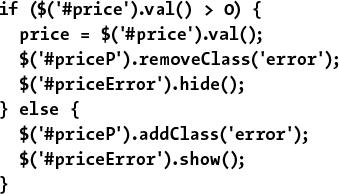 if ($('#price').val() > 0) {
  price = $('#price').val();
  $('#priceP').removeClass('error');
  $('#priceError').hide();
} else {
  $('#priceP').addClass('error');
  $('#priceError').show();
}